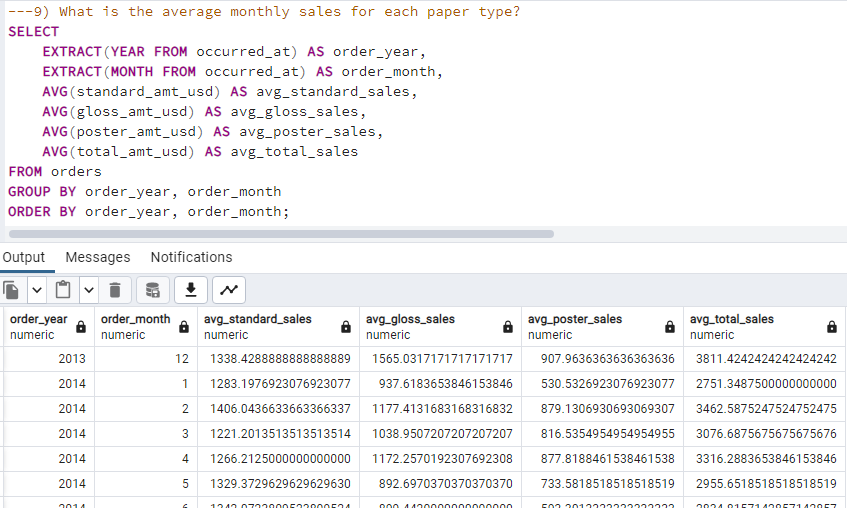 ---9) What is the average monthly sales for each paper type?
SELECT
EXTRACT(YEAR FROM occurred_at) AS order_year,
EXTRACT(MONTH FROM occurred_at) AS order_month,
AVG(standard_amt_usd) AS avg_standard_sales,
AVG(gloss_amt_usd) AS avg_gloss_sales,
AVG(poster_amt_usd) AS avg_poster_sales,
AVG(total_amt_usd) AS avg_total_sales
FROM orders
GROUP BY order_year, order_month
ORDER BY order_year, order_month;
Output Messages Notifications
order_year order_month avg_standard_sales avg_gloss_sales avg_poster_sales avg_total_sales
numeric numeric numeric numeric numeric numeric
2013 12 1338.4288888888888889 1565.0317171717171717 907.9636363636363636 3811.4242424242424242
2014 1 1283.1976923076923077 937.6183653846153846 530.5326923076923077 2751.3487500000000000
2014 2 1406.0436633663366337 1177.4131683168316832 879.1306930693069307 3462.5875247524752475
2014 3 1221.2013513513513514 1038.9507207207207207 816.5354954954954955 3076.6875675675675676
2014 4 1266.2125000000000000 1172.2570192307692308 877.8188461538461538 3316.2883653846153846
2014 5 1329.3729629629629630 892.6970370370370370 733.5818518518518519 2955.6518518518518519
2014 6